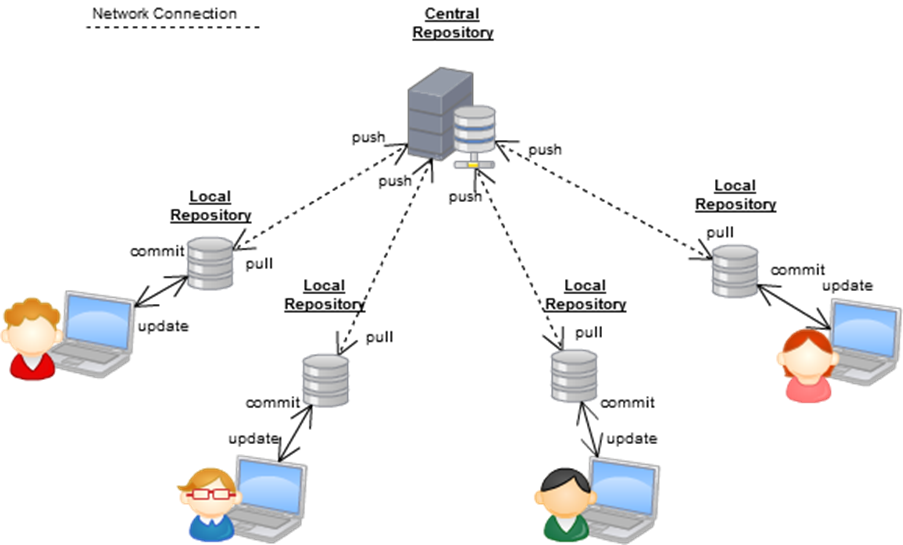 Network Connection
Central
Repository
push
push
push
push
Local
Repository
commit
pull
update
Local
Repository
pull
commit
update
Local
Repository
pull
commit
update
Local
Repository
pull
commit
update